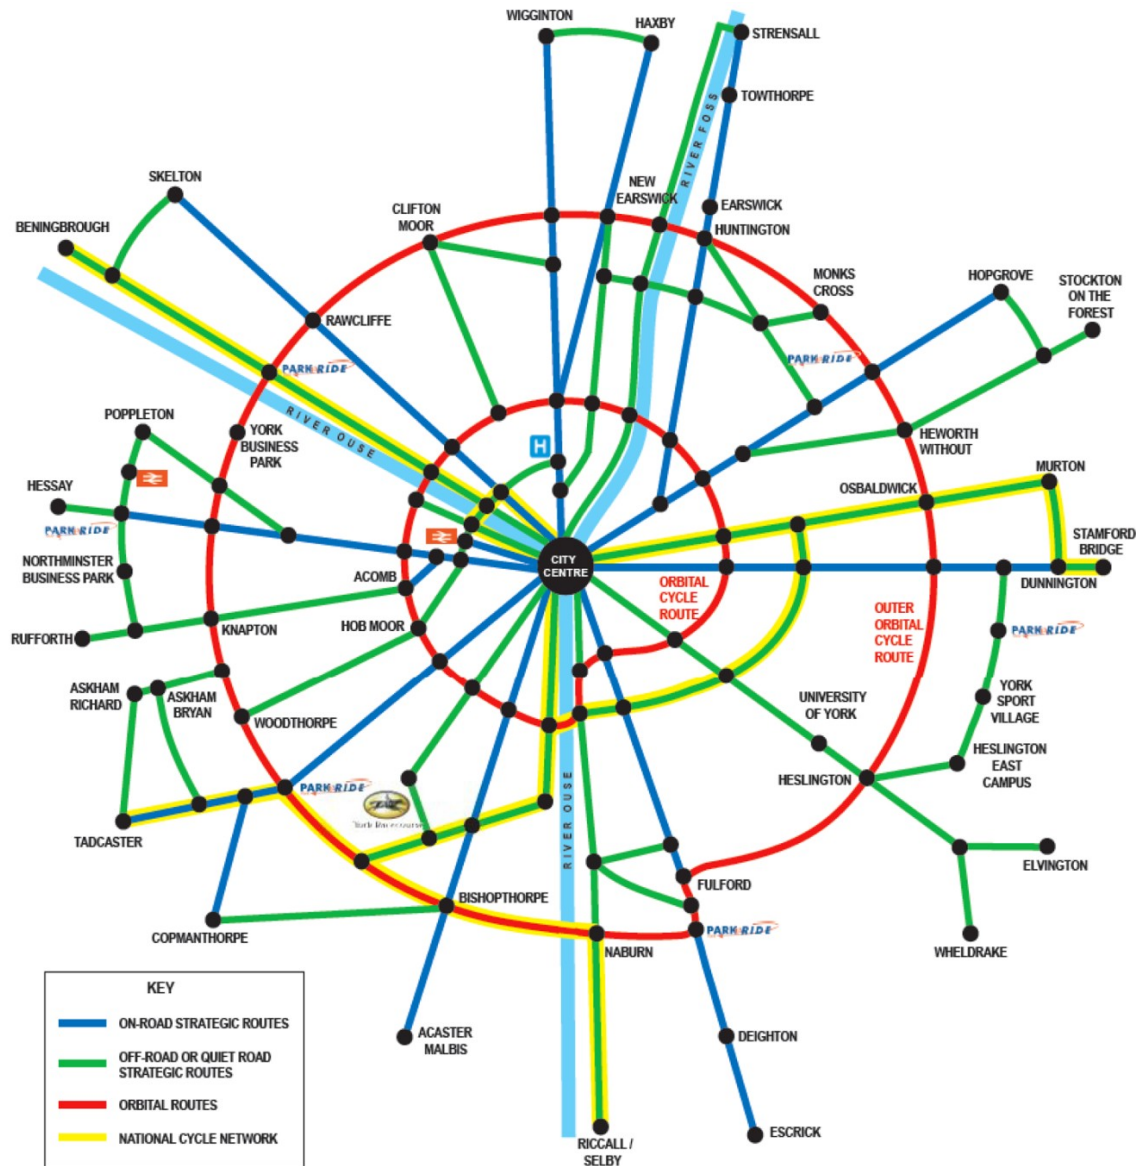 WIGGINTON
HAXBY
STRENSALL
TOWTHORPE
RIVER FOSS
SKELTON
NEW
EARSWICK
BENINGBROUGH
CLIFTON
MOOR
EARSWICK
HUNTINGTON
MONKS
CROSS
HOPGROVE
STOCKTON
ON THE
FOREST
RAWCLIFFE
PARK RIDE
PARK RIDE
RIVER OUSE
POPPLETON
YORK
BUSINESS
PARK
H
HEWORTH
WITHOUT
MURTON
HESSAY
OSBALDWICK
PARK RIDE
STAMFORD
BRIDGE
CITY
CENTRE
NORTHMINSTER
BUSINESS PARK
ACOMB
ORBITAL
CYCLE
ROUTE
DUNNINGTON
OUTER
ORBITAL
CYCLE
ROUTE
RUFFORTH
KNAPTON
HOB MOOR
PARK RIDE
ASKHAM
RICHARD
ASKHAM
BRYAN
WOODTHORPE
UNIVERSITY
OF YORK
YORK
SPORT
VILLAGE
HESLINGTON
HESLINGTON
EAST
CAMPUS
PARK RIDE
TADCASTER
RIVER OUSE
ELVINGTON
FULFORD
BISHOPTHORPE
COPMANTHORPE
PARK RIDE
NABURN
WHELDRAKE
ACASTER
MALBIS
DEIGHTON
RICCALL /
SELBY
ESCRICK
KEY
ON-ROAD STRATEGIC ROUTES
OFF-ROAD OR QUIET ROAD
STRATEGIC ROUTES
ORBITAL ROUTES
NATIONAL CYCLE NETWORK